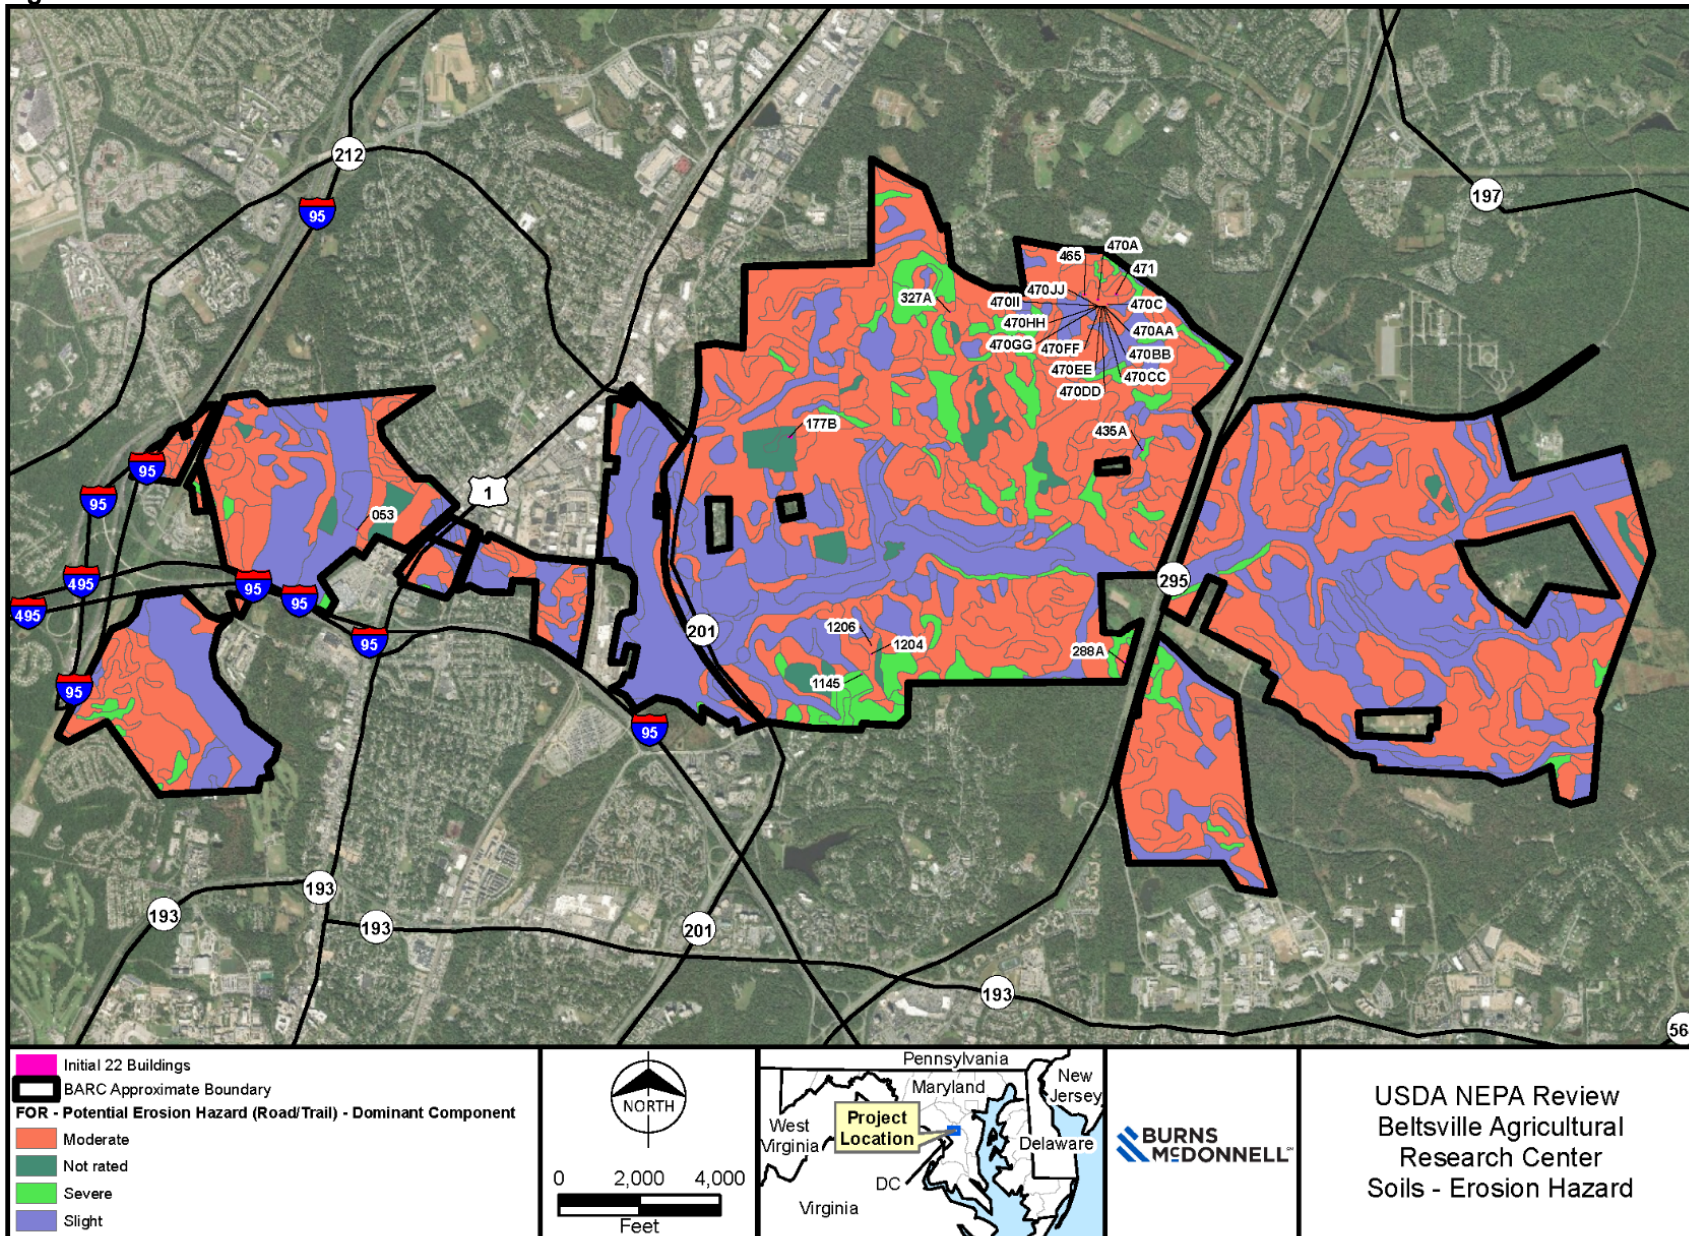 212
95
197
470A
465
471
470JJ
327A
470II
470C
470HH
470AA
470GG
470FF
470BB
470EE
470CC
470DD
177B
435A
95
95
1
053
295
495
95
95
495
95
201
1206
1204
288A
1145
95
95
193
193
193
201
193
56
Initial 22 Buildings
BARC Approximate Boundary
FOR - Potential Erosion Hazard (Road/Trail) - Dominant Component
Moderate
Not rated
Severe
Slight
NORTH
0 2,000 4,000
Feet
Pennsylvania
Maryland
New
Jersey
West
Virginia
Project
Location
Delaware
DC
Virginia
BURNS
McDONNELL
USDA NEPA Review
Beltsville Agricultural
Research Center
Soils - Erosion Hazard